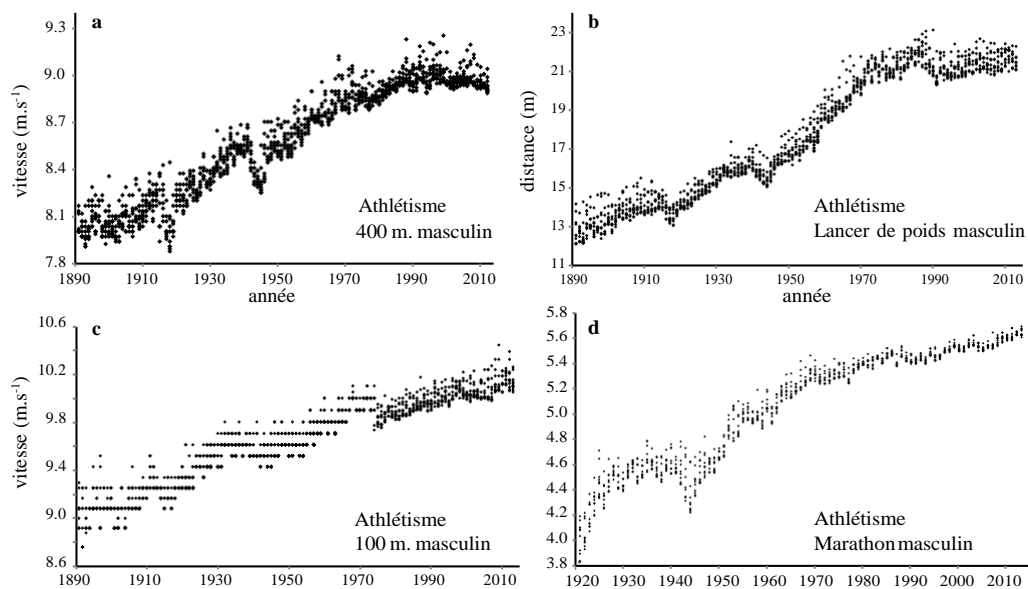 a
9.3
9.0
8.7
8.4
8.1
7.8
vitesse (m.s-1)
Athlétisme
400 m. masculin
1890 1910 1930 1950 1970 1990 2010
année
b
23
21
19
17
15
13
11
distance (m)
Athlétisme
Lancer de poids masculin
1890 1910 1930 1950 1970 1990 2010
année
c
10.6
10.2
9.8
9.4
9.0
8.6
vitesse (m.s-1)
Athlétisme
100 m. masculin
1890 1910 1930 1950 1970 1990 2010
d
5.8
5.6
5.4
5.2
5.0
4.8
4.6
4.4
4.2
4.0
3.8
Athlétisme
Marathon masculin
1920 1930 1940 1950 1960 1970 1980 1990 2000 2010